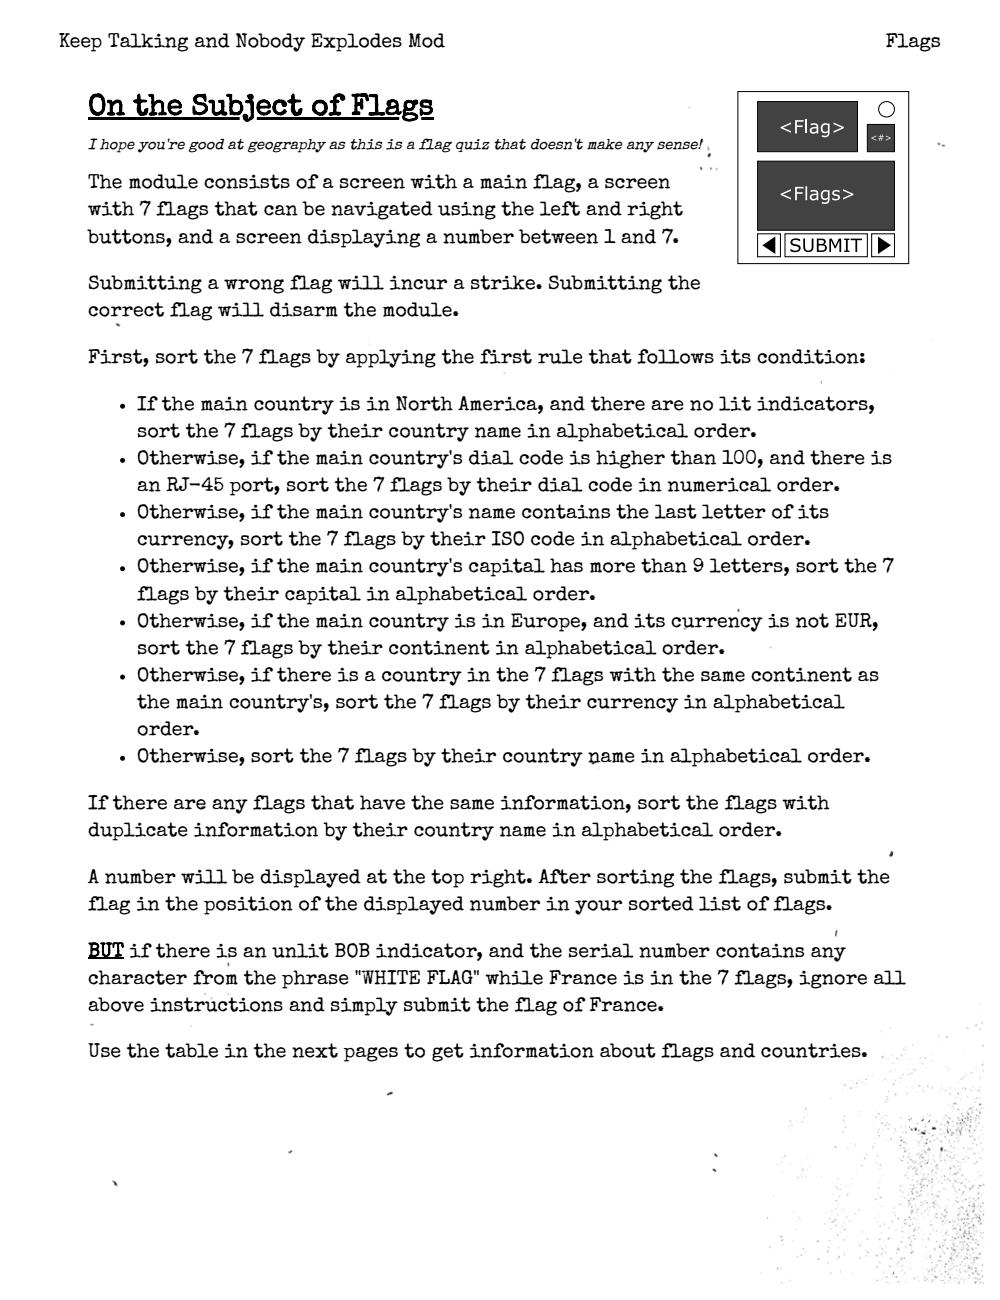 Keep Talking and Nobody Explodes Mod
Flags
On the Subject of Flags
I hope you're good at geography as this is a flag quiz that doesn't make any sense!
<Flag>
<#>
<Flags>
◀ SUBMIT ▶
The module consists of a screen with a main flag, a screen
with 7 flags that can be navigated using the left and right
buttons, and a screen displaying a number between 1 and 7.
Submitting a wrong flag will incur a strike. Submitting the
correct flag will disarm the module.
First, sort the 7 flags by applying the first rule that follows its condition:
• If the main country is in North America, and there are no lit indicators,
sort the 7 flags by their country name in alphabetical order.
• Otherwise, if the main country's dial code is higher than 100, and there is
an RJ-45 port, sort the 7 flags by their dial code in numerical order.
• Otherwise, if the main country's name contains the last letter of its
currency, sort the 7 flags by their ISO code in alphabetical order.
• Otherwise, if the main country's capital has more than 9 letters, sort the 7
flags by their capital in alphabetical order.
• Otherwise, if the main country is in Europe, and its currency is not EUR,
sort the 7 flags by their continent in alphabetical order.
• Otherwise, if there is a country in the 7 flags with the same continent as
the main country's, sort the 7 flags by their currency in alphabetical
order.
• Otherwise, sort the 7 flags by their country name in alphabetical order.
If there are any flags that have the same information, sort the flags with
duplicate information by their country name in alphabetical order.
A number will be displayed at the top right. After sorting the flags, submit the
flag in the position of the displayed number in your sorted list of flags.
BUT if there is an unlit BOB indicator, and the serial number contains any
character from the phrase "WHITE FLAG" while France is in the 7 flags, ignore all
above instructions and simply submit the flag of France.
Use the table in the next pages to get information about flags and countries.